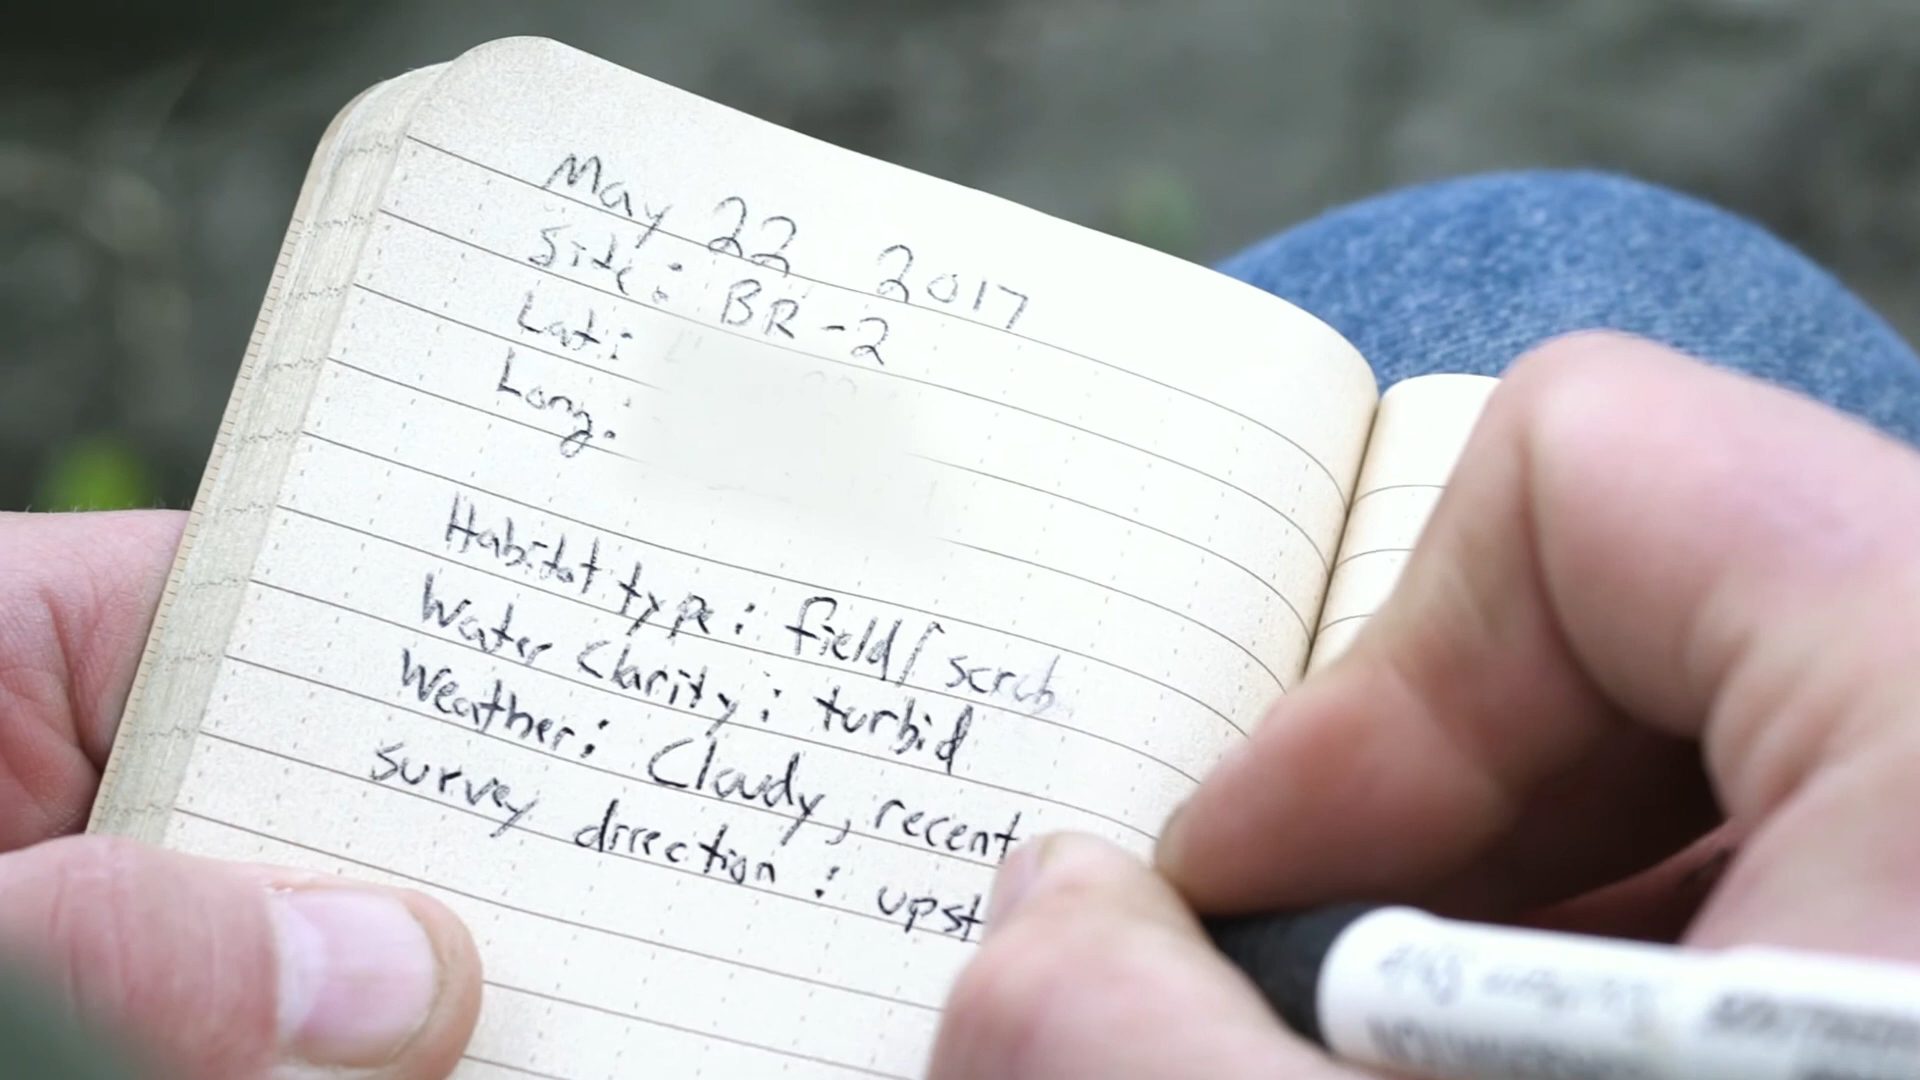 May 22 2017
Site: BR-2
Lat:
Long:
Habitat type: field/ scrub
Water Clarity: turbid
Weather: Cloudy, recent
survey direction: upst